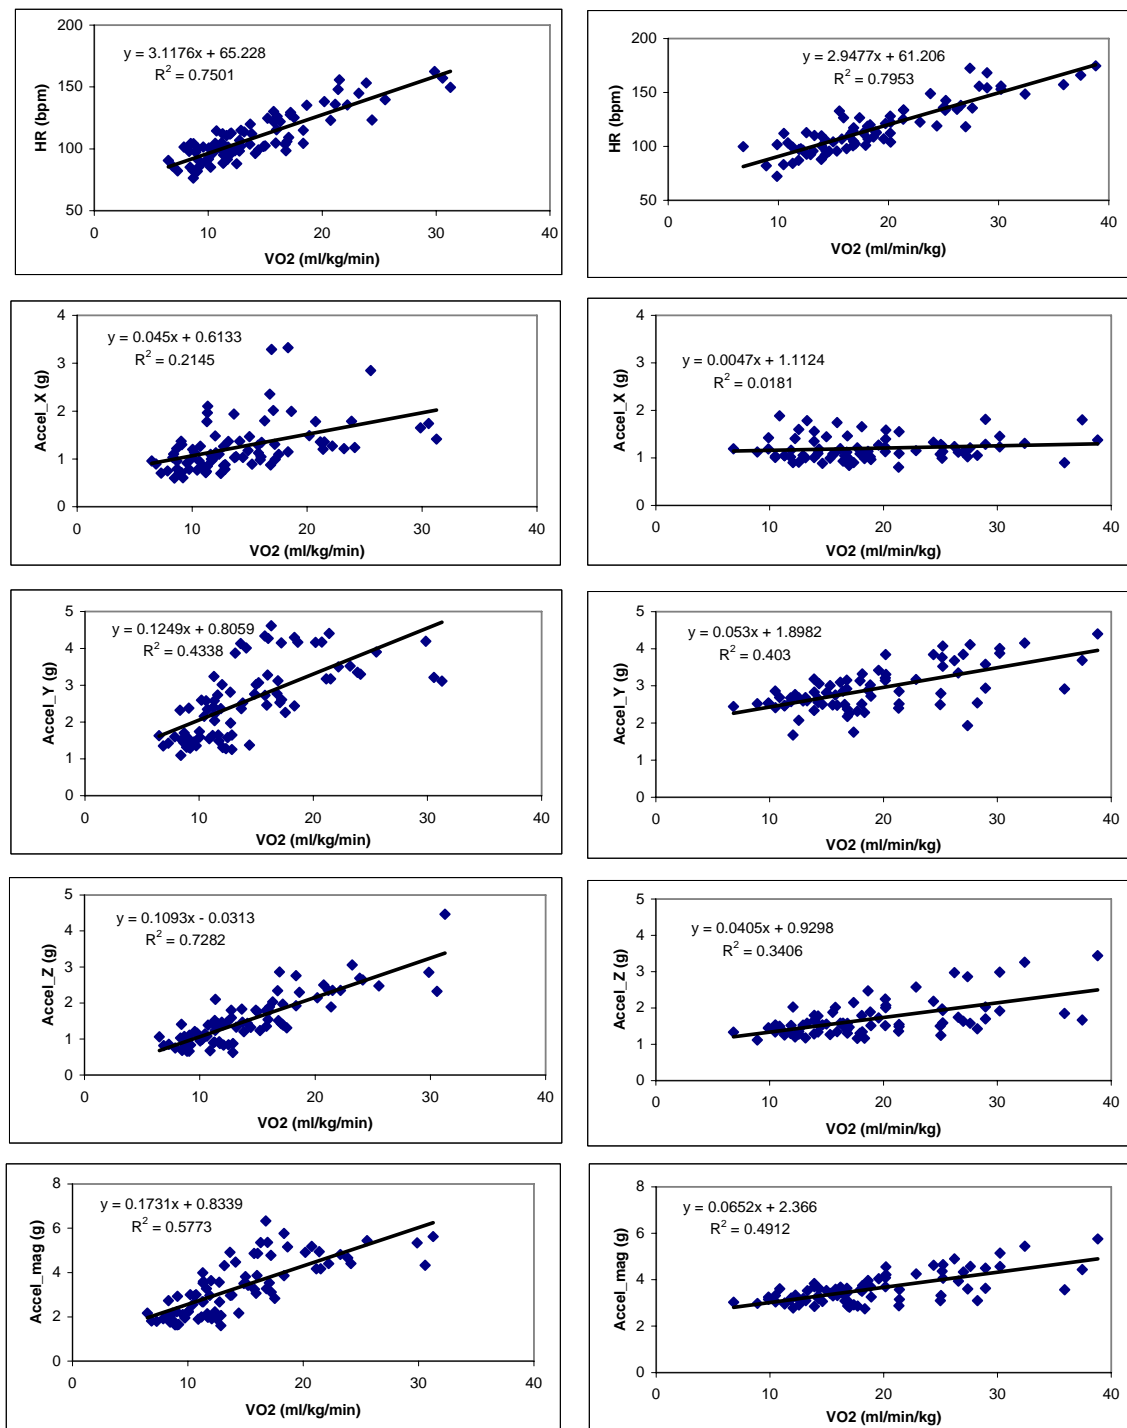 y = 3.1176x + 65.228
R² = 0.7501
HR (bpm)
200
150
100
50
0 10 20 30 40
VO2 (ml/kg/min)
y = 2.9477x + 61.206
R² = 0.7953
HR (bpm)
200
150
100
50
0
0 10 20 30 40
VO2 (ml/min/kg)
y = 0.045x + 0.6133
R² = 0.2145
Accel_X (g)
4
3
2
1
0
0 10 20 30 40
VO2 (ml/kg/min)
y = 0.0047x + 1.1124
R² = 0.0181
Accel_X (g)
4
3
2
1
0
0 10 20 30 40
VO2 (ml/min/kg)
y = 0.1249x + 0.8059
R² = 0.4338
Accel_Y (g)
5
4
3
2
1
0
0 10 20 30 40
VO2 (ml/kg/min)
y = 0.053x + 1.8982
R² = 0.403
Accel_Y (g)
5
4
3
2
1
0
0 10 20 30 40
VO2 (ml/min/kg)
y = 0.1093x - 0.0313
R² = 0.7282
Accel_Z (g)
5
4
3
2
1
0
0 10 20 30 40
VO2 (ml/kg/min)
y = 0.0405x + 0.9298
R² = 0.3406
Accel_Z (g)
5
4
3
2
1
0
0 10 20 30 40
VO2 (ml/min/kg)
y = 0.1731x + 0.8339
R² = 0.5773
Accel_mag (g)
8
6
4
2
0
0 10 20 30 40
VO2 (ml/kg/min)
y = 0.0652x + 2.366
R² = 0.4912
Accel_mag (g)
8
6
4
2
0
0 10 20 30 40
VO2 (ml/min/kg)